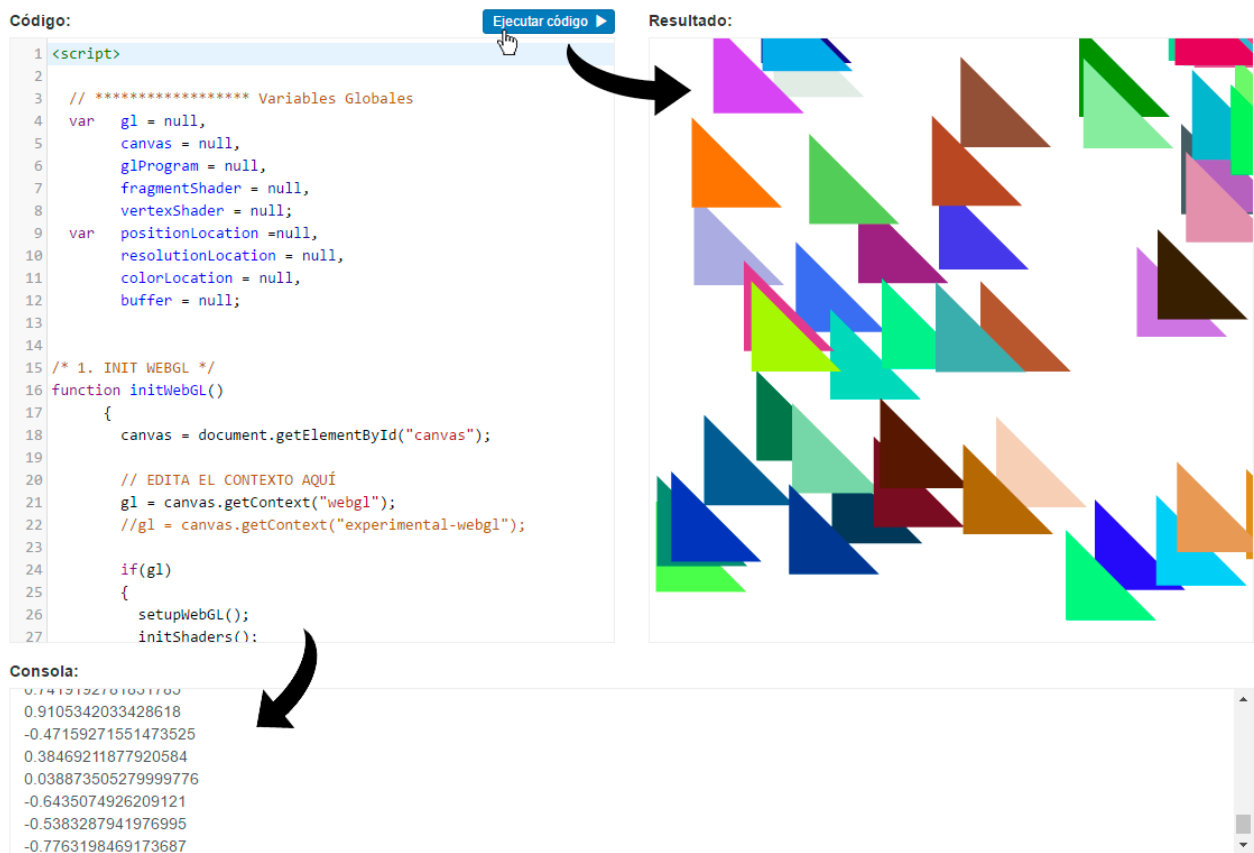 Código:
Ejecutar código
Resultado:
1 <script>
2
3 // ****************** Variables Globales
4 var gl = null,
5 canvas = null,
6 glProgram = null,
7 fragmentShader = null,
8 vertexShader = null;
9 var positionLocation =null,
10 resolutionLocation = null,
11 colorLocation = null,
12 buffer = null;
13
14
15 /* 1. INIT WEBGL */
16 function initWebGL()
17 {
18 canvas = document.getElementById("canvas");
19
20 // EDITA EL CONTEXTO AQUÍ
21 gl = canvas.getContext("webgl");
22 //gl = canvas.getContext("experimental-webgl");
23
24 if(gl)
25 {
26 setupWebGL();
27 initShaders();
Consola:
0.7419192781831785
0.9105342033428618
-0.47159271551473525
0.38469211877920584
0.038873505279999776
-0.6435074926209121
-0.5383287941976995
-0.7763198469173687